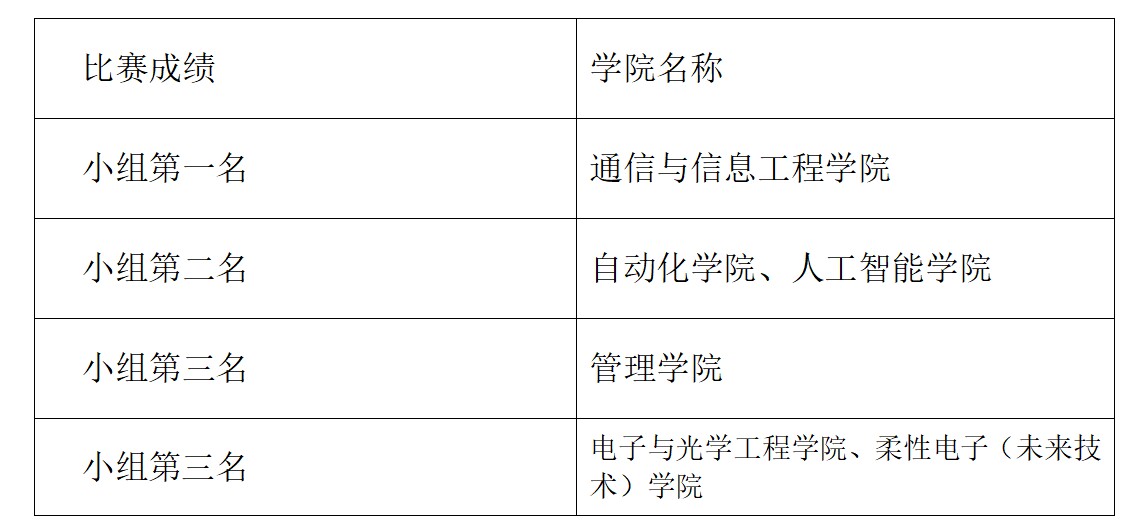 比赛成绩
学院名称
小组第一名
通信与信息工程学院
小组第二名
自动化学院、人工智能学院
小组第三名
管理学院
小组第三名
电子与光学工程学院、柔性电子（未来技
术）学院